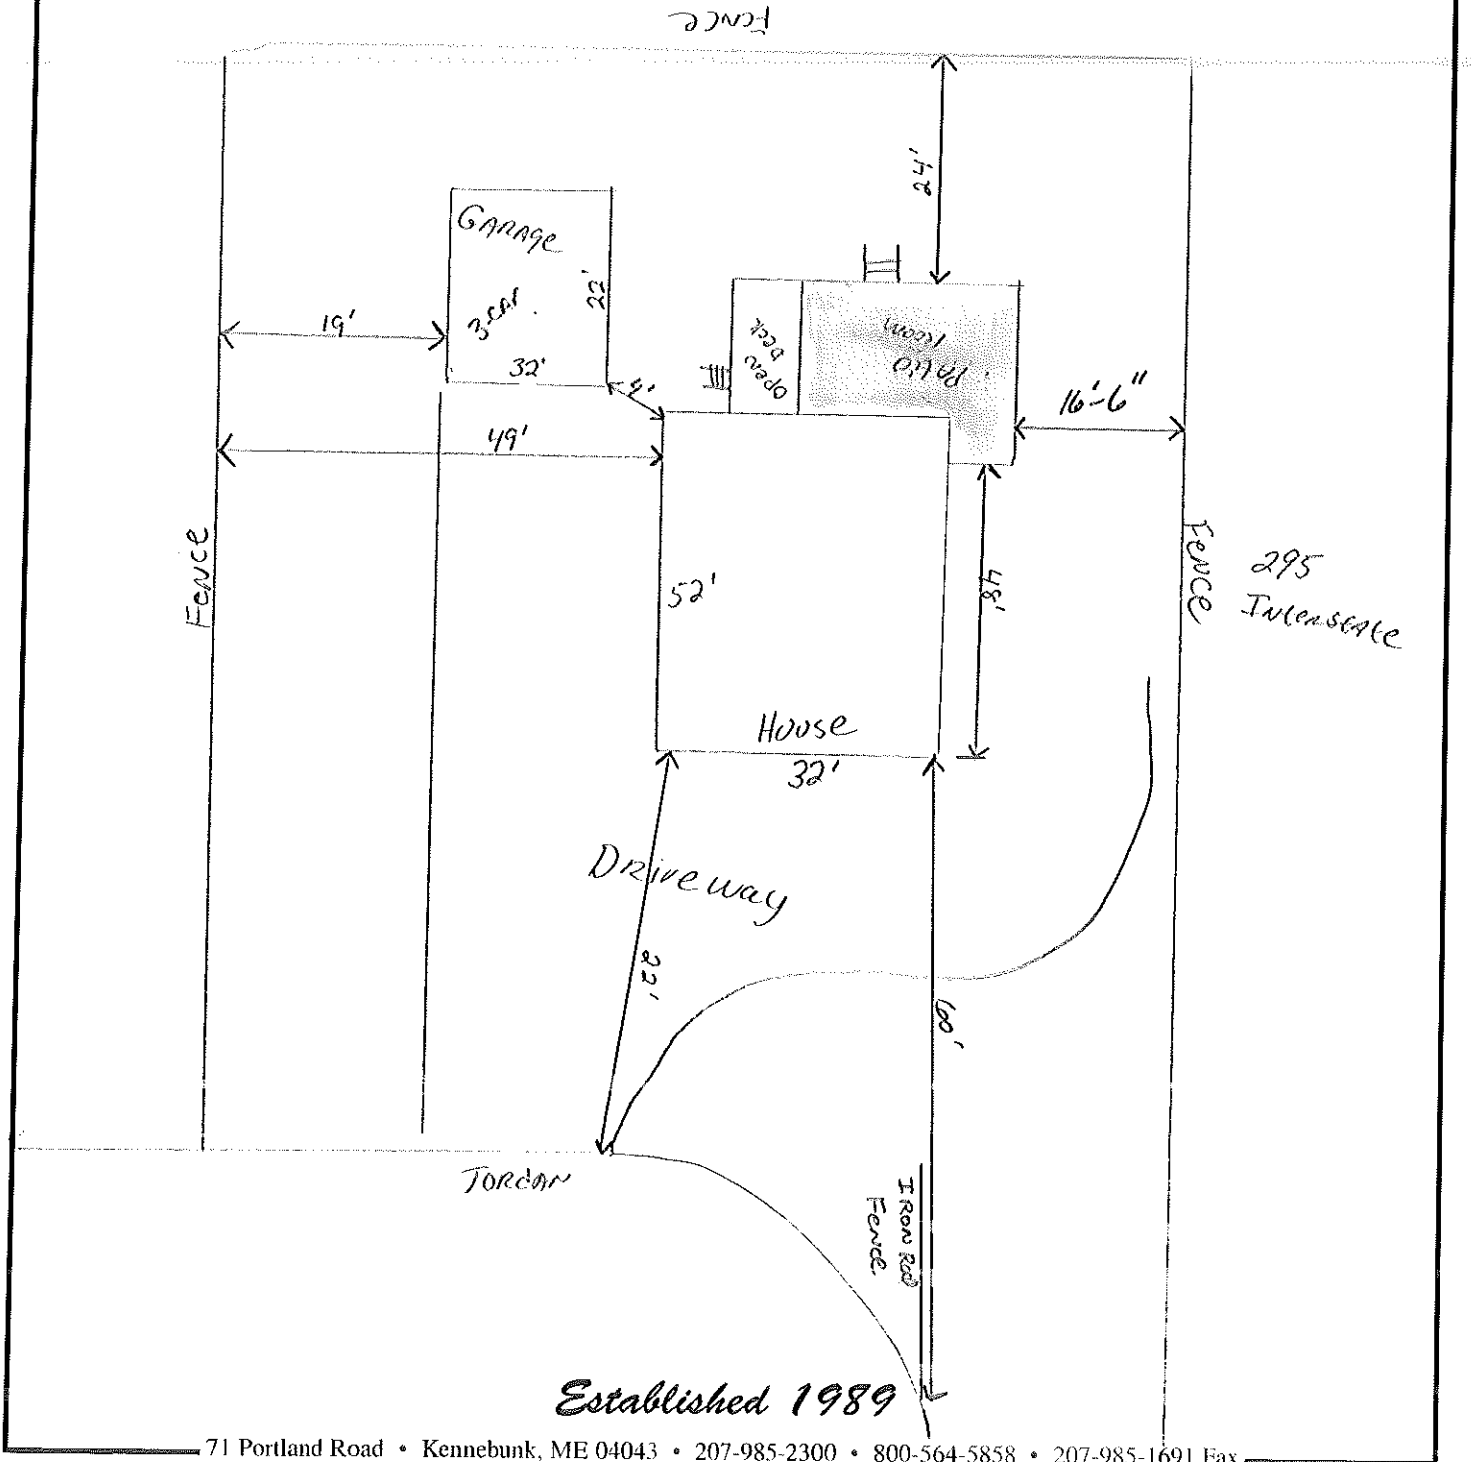 Fence
24'
GARAGE
22'
3-CAR
32'
19'
9'
OPEN
DECK
PATIO
ROOM
16'-6"
49'
Fence
52'
48'
Fence
295
Interstate
House
32'
Driveway
22'
60'
JORDAN
IRON ROD
Fence
Established 1989
71 Portland Road • Kennebunk, ME 04043 • 207-985-2300 • 800-564-5858 • 207-985-1691 Fax